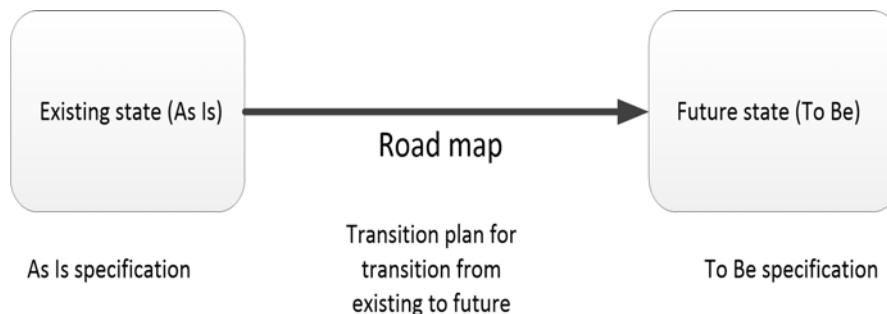 Existing state (As Is)
Future state (To Be)
Road map
Transition plan for
As Is specification
transition from
To Be specification
existing to future